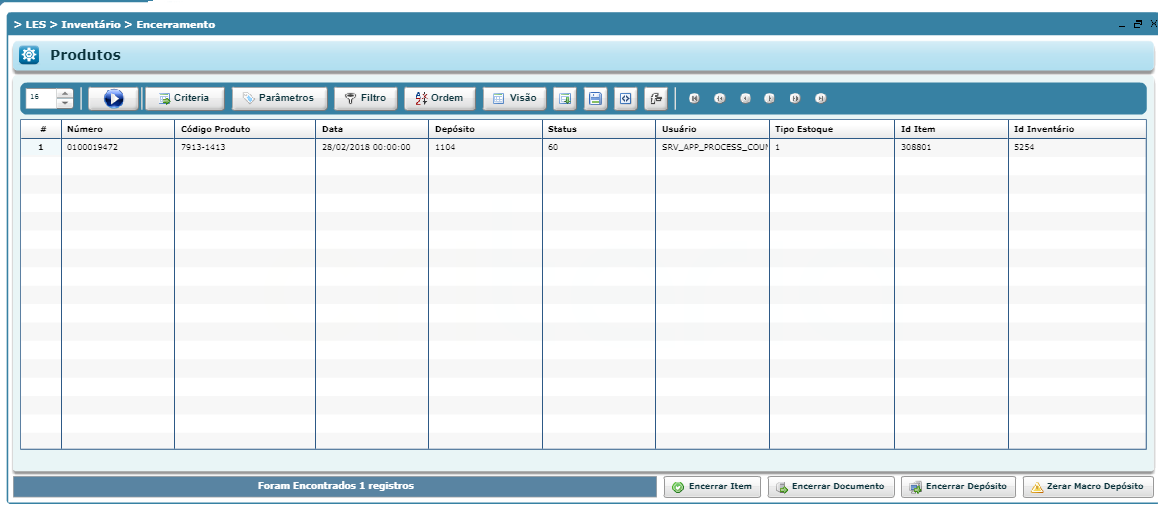 > LES > Inventário > Encerramento
Produtos
16 Criteria Parâmetros Filtro Ordem Visão
# Número Código Produto Data Depósito Status Usuário Tipo Estoque Id Item Id Inventário
1 0100019472 7913-1413 28/02/2018 00:00:00 1104 60 SRV_APP_PROCESS_COUN 1 308801 5254
Foram Encontrados 1 registros Encerrar Item Encerrar Documento Encerrar Depósito Zerar Macro Depósito